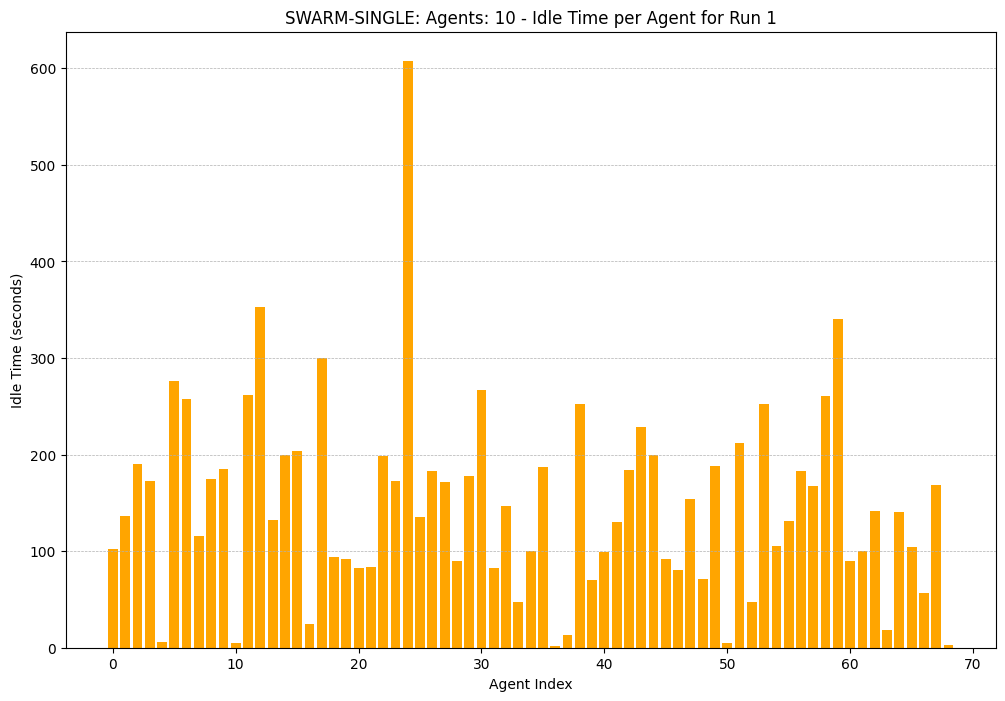 SWARM-SINGLE: Agents: 10 - Idle Time per Agent for Run 1
Idle Time (seconds)
600
500
400
300
200
100
0
0 10 20 30 40 50 60 70
Agent Index